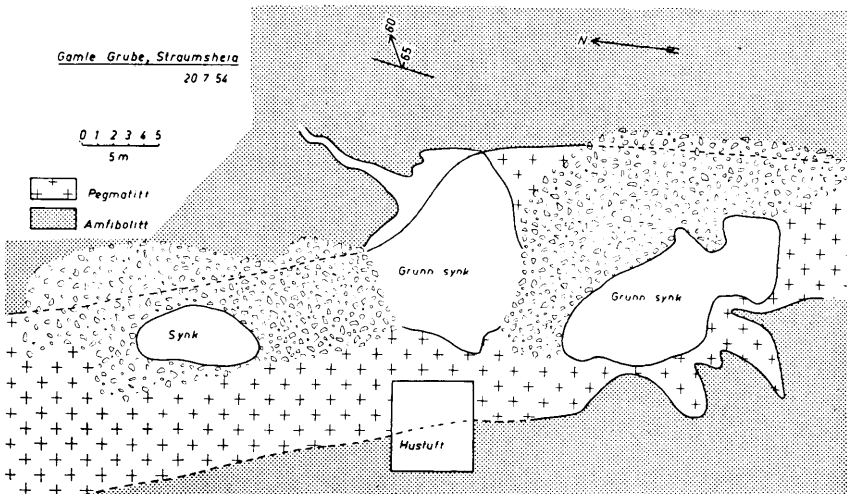 Gamle Grube, Straumsheia
20 7 54
0 1 2 3 4 5
5 m
Pegmatitt
Amfibolitt
60
65
N
Grunn synk
Grunn synk
Synk
Hustuft